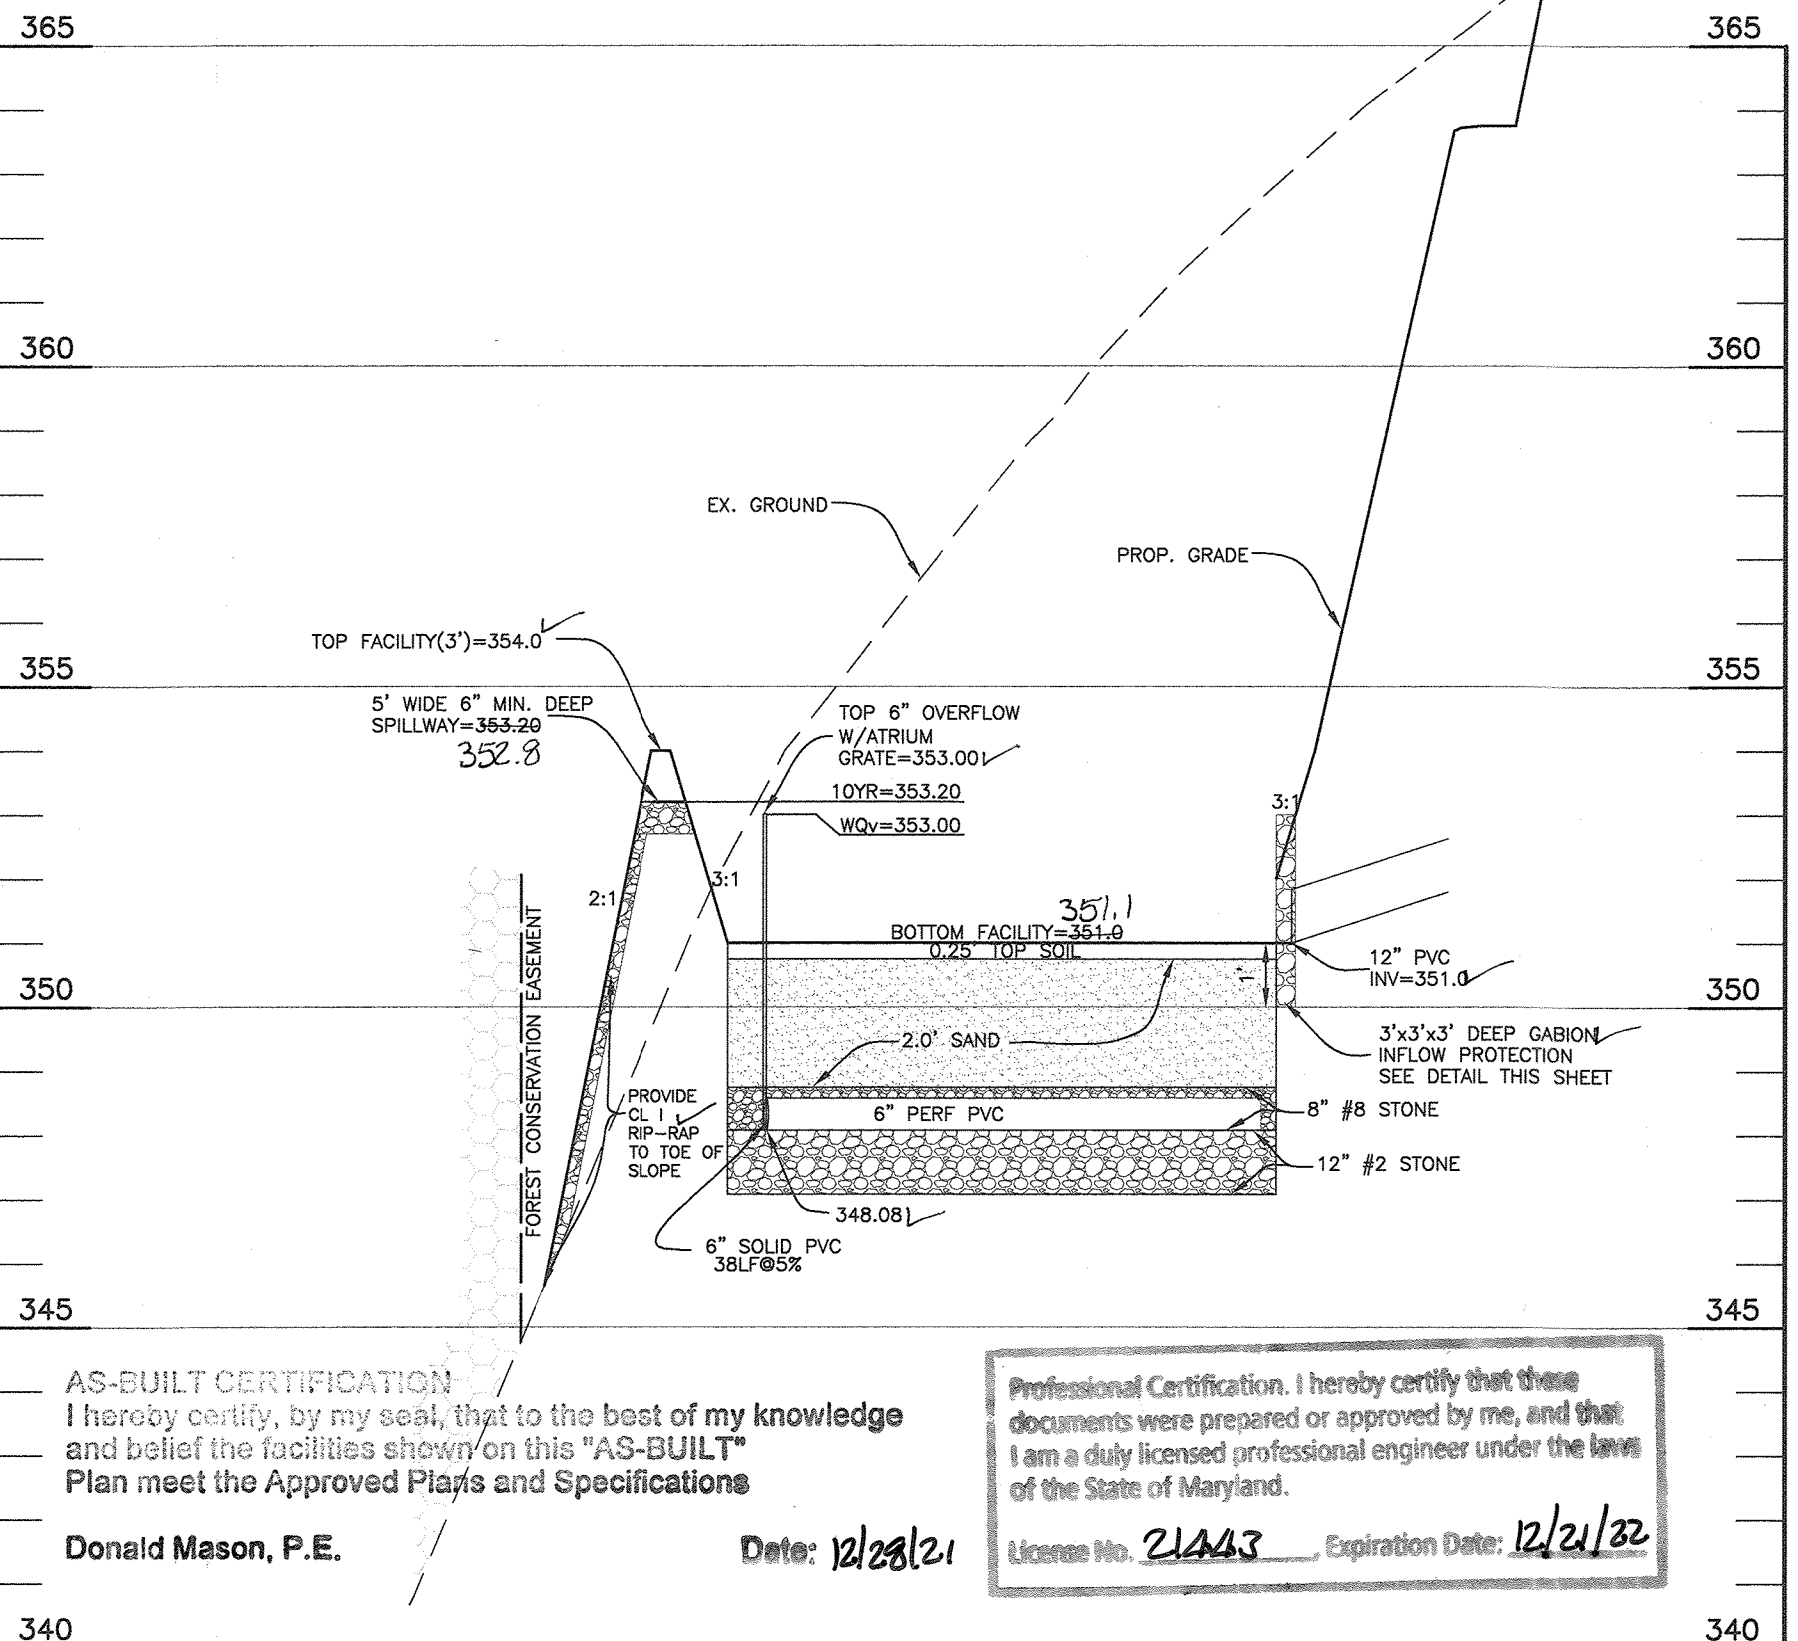 365 365
360 360
EX. GROUND
PROP. GRADE
TOP FACILITY(3')=354.0
355 355
5' WIDE 6" MIN. DEEP
SPILLWAY=353.20
352.8
TOP 6" OVERFLOW
W/ATRIUM
GRATE=353.00
10YR=353.20
WQv=353.00
3:1
3:1
2:1
351.1
BOTTOM FACILITY=351.0
0.25' TOP SOIL
FOREST CONSERVATION EASEMENT
1'
12" PVC
INV=351.0
350 350
2.0' SAND
3'x3'x3' DEEP GABION
INFLOW PROTECTION
SEE DETAIL THIS SHEET
PROVIDE
CL I
RIP-RAP
TO TOE OF
SLOPE
6" PERF PVC
8" #8 STONE
12" #2 STONE
348.08
6" SOLID PVC
38LF@5%
345 345
AS-BUILT CERTIFICATION
I hereby certify, by my seal, that to the best of my knowledge
and belief the facilities shown on this "AS-BUILT"
Plan meet the Approved Plans and Specifications
Donald Mason, P.E. Date: 12/28/21
Professional Certification. I hereby certify that these
documents were prepared or approved by me, and that
I am a duly licensed professional engineer under the laws
of the State of Maryland.
License No. 21443, Expiration Date: 12/21/22
340 340